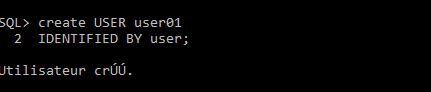 SQL> create USER user01
  2  IDENTIFIED BY user;
Utilisateur crÚÚ.